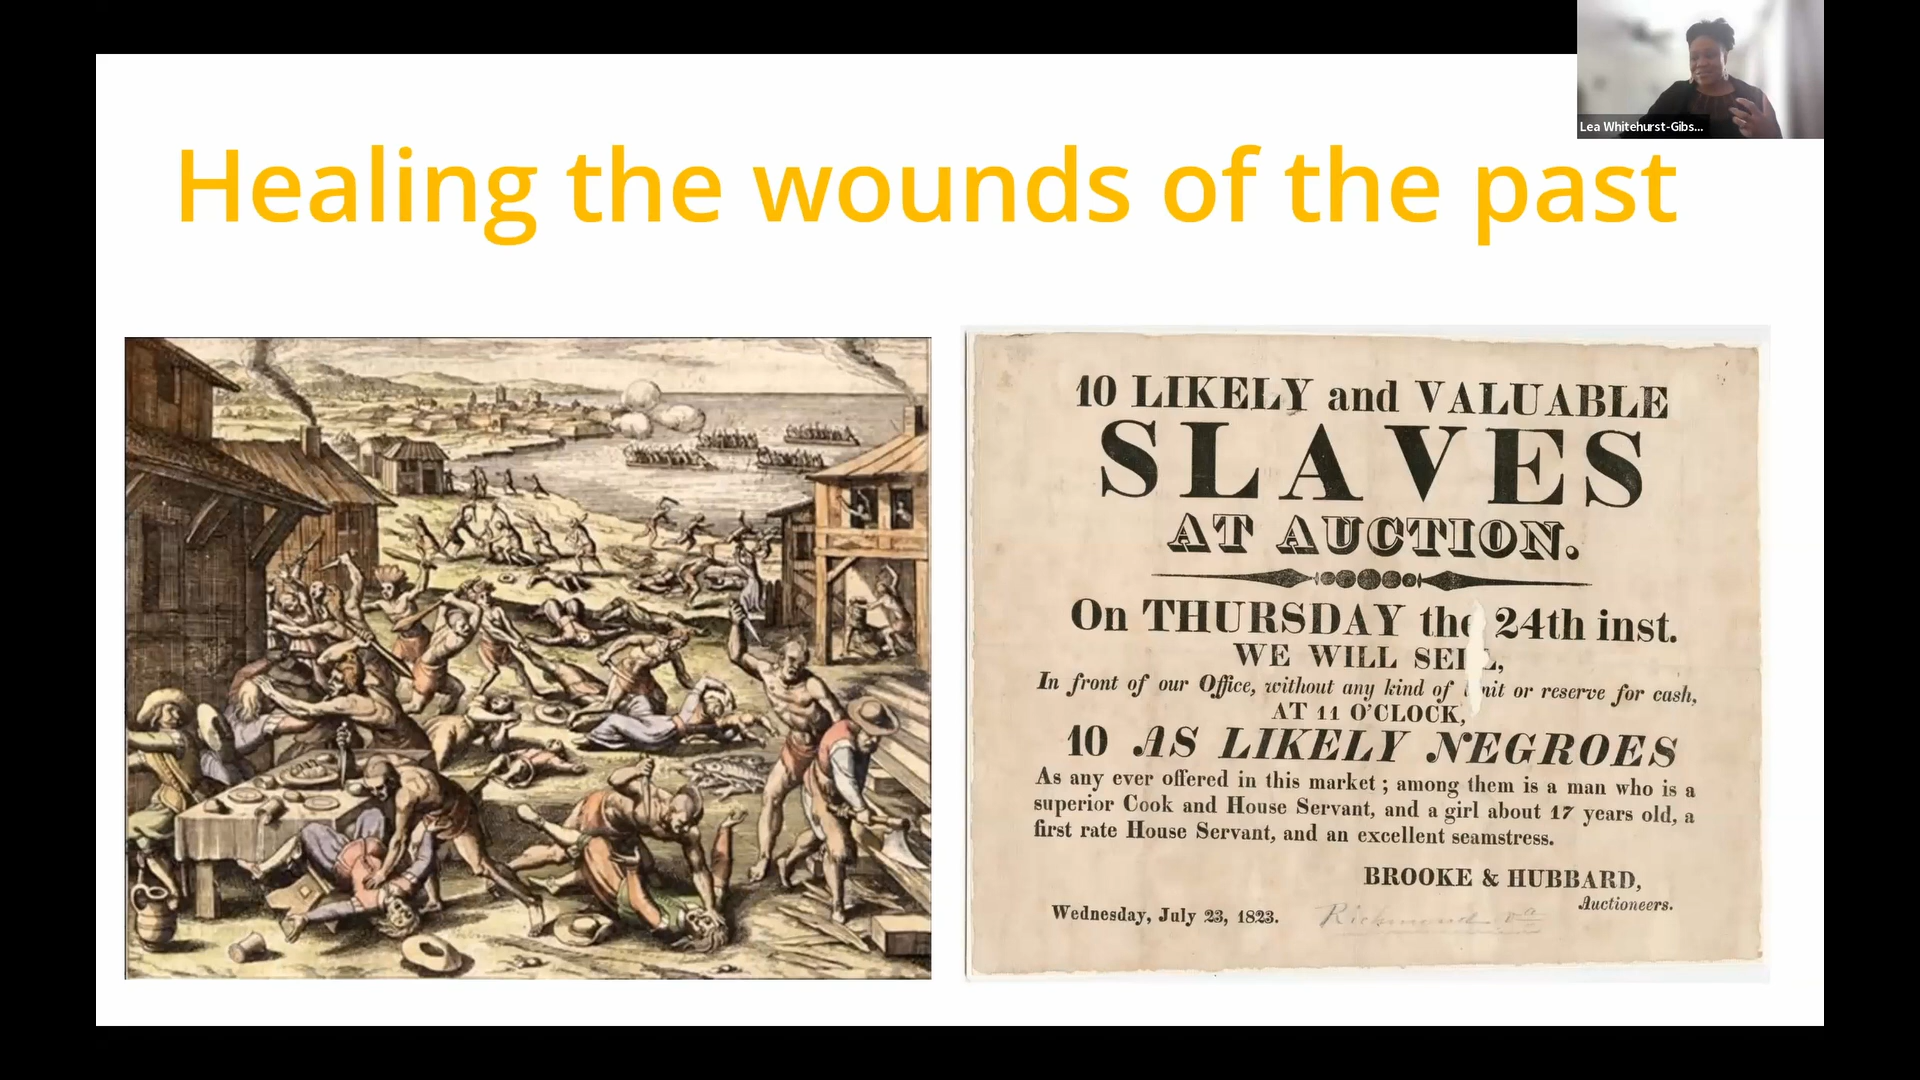 Lea Whitehurst-Gibs...
Healing the wounds of the past
10 LIKELY and VALUABLE
SLAVES
AT AUCTION.
On THURSDAY the 24th inst.
WE WILL SELL,
In front of our Office, without any kind of or reserve for cash,
AT 11 O'CLOCK,
10 AS LIKELY NEGROES
As any ever offered in this market; among them is a man who is a
superior Cook and House Servant, and a girl about 17 years old, a
first rate House Servant, and an excellent seamstress.
BROOKE & HUBBARD,
Auctioneers.
Wednesday, July 23, 1823. Richmond Va